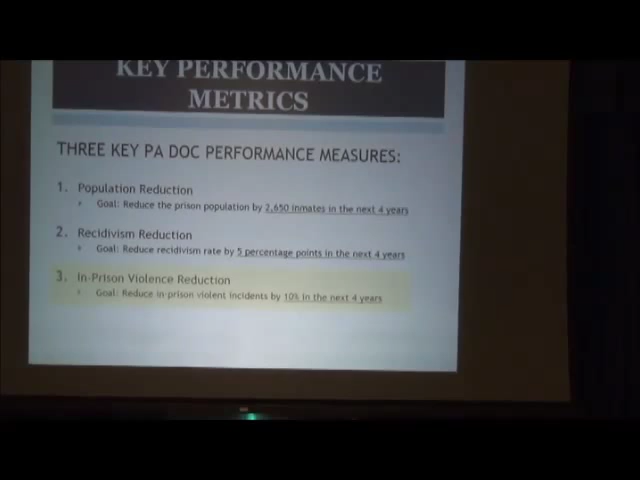 KEY PERFORMANCE
METRICS
THREE KEY PA DOC PERFORMANCE MEASURES:
1. Population Reduction
Goal: Reduce the prison population by 2,650 inmates in the next 4 years
2. Recidivism Reduction
Goal: Reduce recidivism rate by 5 percentage points in the next 4 years
3. In-Prison Violence Reduction
Goal: Reduce in-prison violent incidents by 10% in the next 4 years